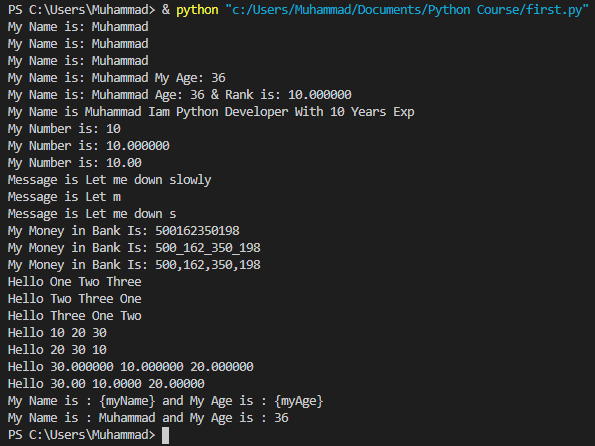 PS C:\Users\Muhammad> & python "c:/Users/Muhammad/Documents/Python Course/first.py"
My Name is: Muhammad
My Name is: Muhammad
My Name is: Muhammad
My Name is: Muhammad My Age: 36
My Name is: Muhammad Age: 36 & Rank is: 10.000000
My Name is Muhammad Iam Python Developer With 10 Years Exp
My Number is: 10
My Number is: 10.000000
My Number is: 10.00
Message is Let me down slowly
Message is Let m
Message is Let me down s
My Money in Bank Is: 500162350198
My Money in Bank Is: 500_162_350_198
My Money in Bank Is: 500,162,350,198
Hello One Two Three
Hello Two Three One
Hello Three One Two
Hello 10 20 30
Hello 20 30 10
Hello 30.000000 10.000000 20.000000
Hello 30.00 10.0000 20.00000
My Name is : {myName} and My Age is : {myAge}
My Name is : Muhammad and My Age is : 36
PS C:\Users\Muhammad>